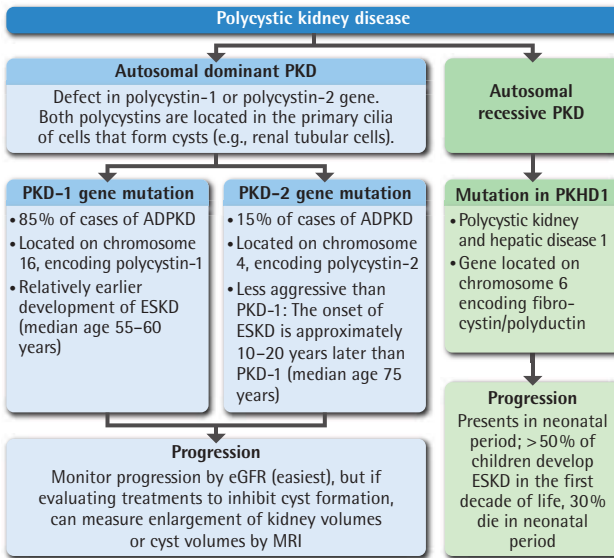 Polycystic kidney disease
Autosomal dominant PKD
Defect in polycystin-1 or polycystin-2 gene.
Both polycystins are located in the primary cilia
of cells that form cysts (e.g., renal tubular cells).
PKD-1 gene mutation
• 85% of cases of ADPKD
• Located on chromosome
16, encoding polycystin-1
• Relatively earlier
development of ESKD
(median age 55–60
years)
PKD-2 gene mutation
• 15% of cases of ADPKD
• Located on chromosome
4, encoding polycystin-2
• Less aggressive than
PKD-1: The onset of
ESKD is approximately
10–20 years later than
PKD-1 (median age 75
years)
Progression
Monitor progression by eGFR (easiest), but if
evaluating treatments to inhibit cyst formation,
can measure enlargement of kidney volumes
or cyst volumes by MRI
Autosomal
recessive PKD
Mutation in PKHD1
• Polycystic kidney
and hepatic disease 1
• Gene located on
chromosome 6
encoding fibro-
cystin/polyductin
Progression
Presents in neonatal
period; >50% of
children develop
ESKD in the first
decade of life, 30%
die in neonatal
period